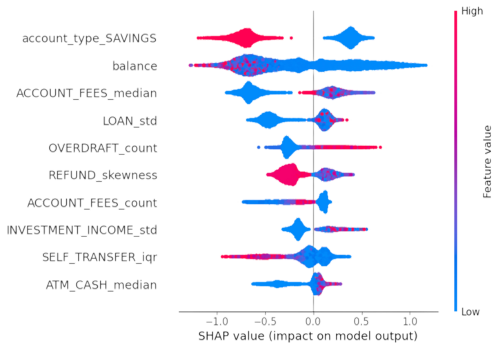 High
account_type_SAVINGS
balance
ACCOUNT_FEES_median
LOAN_std
OVERDRAFT_count
REFUND_skewness
ACCOUNT_FEES_count
INVESTMENT_INCOME_std
SELF_TRANSFER_iqr
ATM_CASH_median
Feature value
Low
−1.0 −0.5 0.0 0.5 1.0
SHAP value (impact on model output)